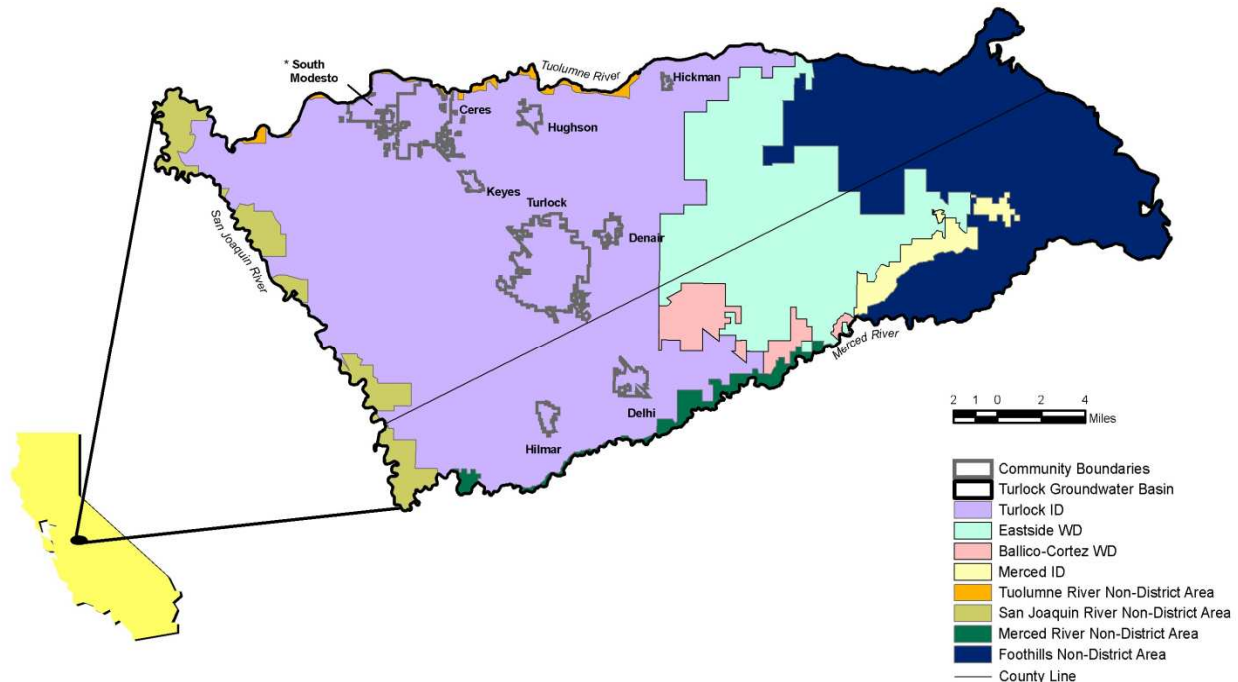 * South
Modesto
Tuolumne River
Hickman
Ceres
Hughson
Keyes
Turlock
Denair
San Joaquin River
Merced River
Delhi
Hilmar
2 1 0 2 4
Miles
Community Boundaries
Turlock Groundwater Basin
Turlock ID
Eastside WD
Ballico-Cortez WD
Merced ID
Tuolumne River Non-District Area
San Joaquin River Non-District Area
Merced River Non-District Area
Foothills Non-District Area
County Line